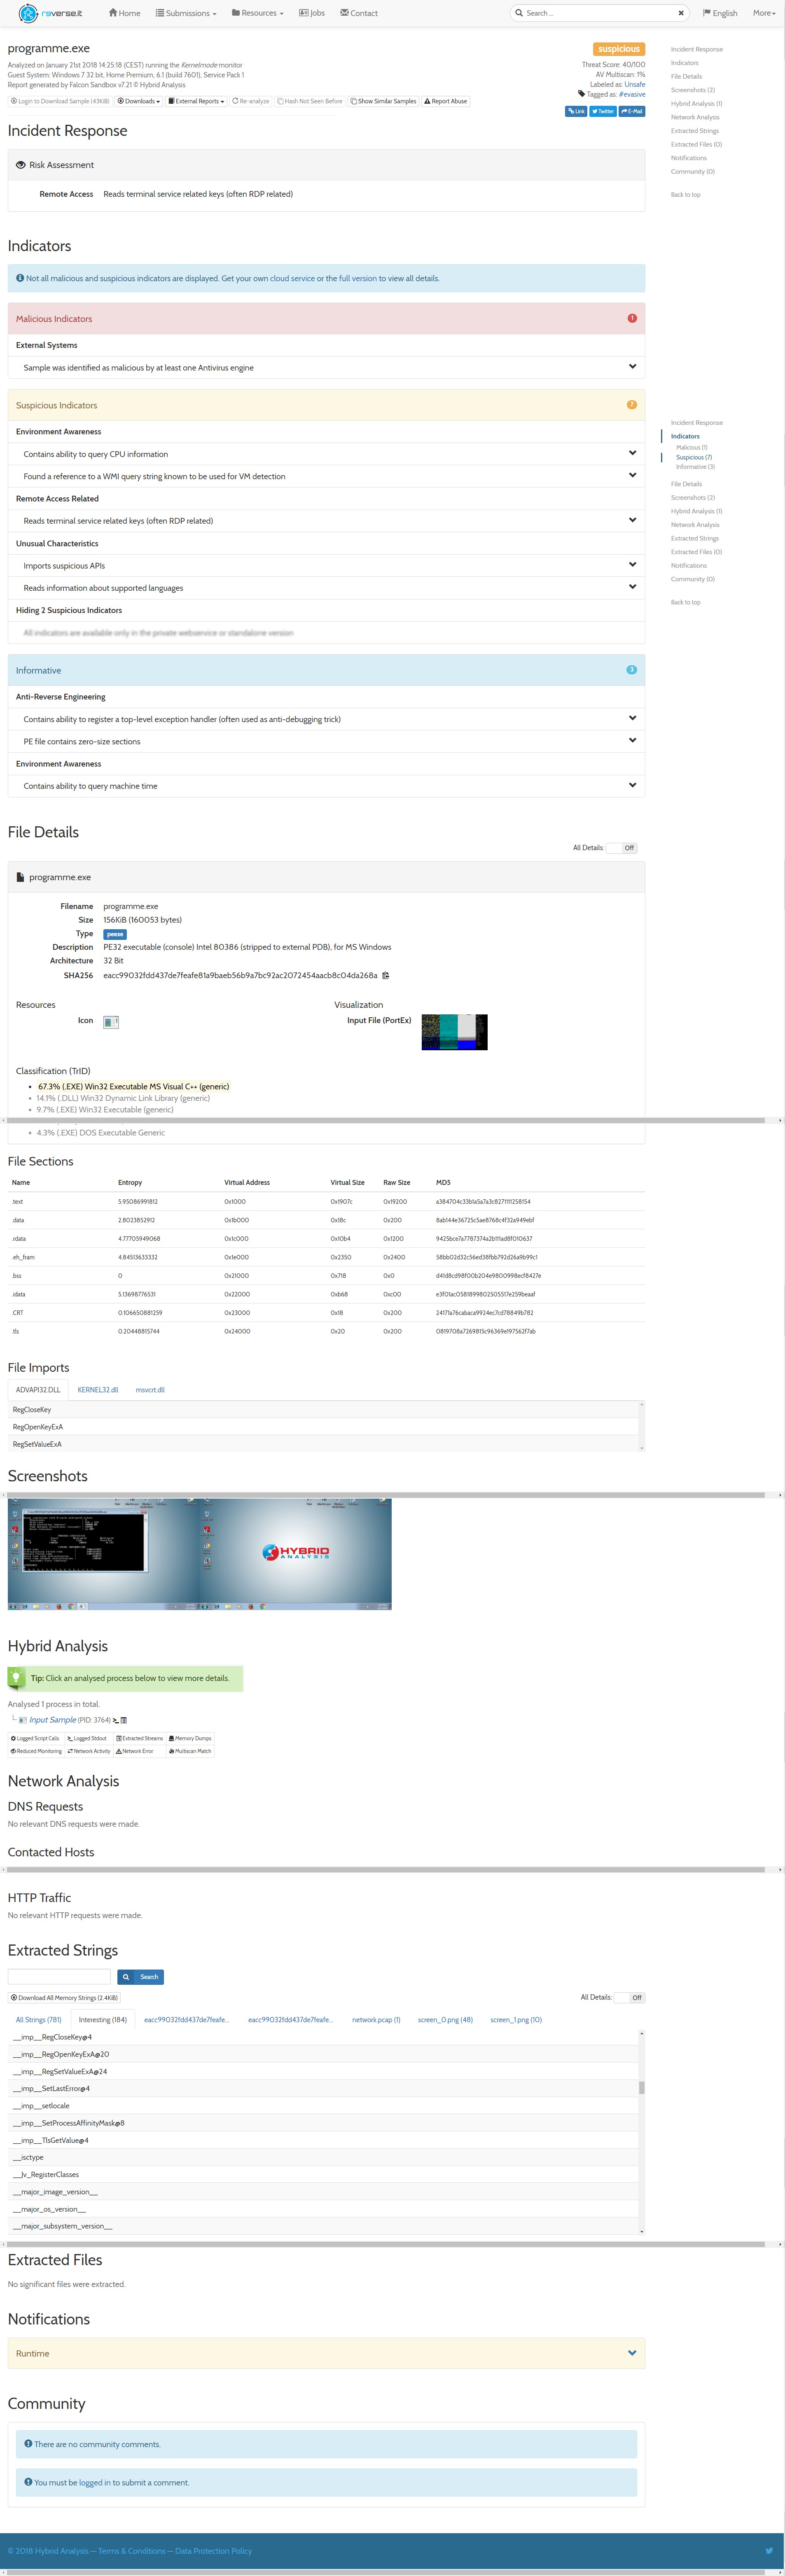 reverse.it Home Submissions Resources Jobs Contact Search ... English More
programme.exe
suspicious
Analyzed on January 21st 2018 14:25:18 (CEST) running the Kernelmode monitor
Guest System: Windows 7 32 bit, Home Premium, 6.1 (build 7601), Service Pack 1
Report generated by Falcon Sandbox v7.21 © Hybrid Analysis
Threat Score: 40/100
AV Multiscan: 1%
Labeled as: Unsafe
Tagged as: #evasive
Login to Download Sample (43KiB) Downloads External Reports Re-analyze Hash Not Seen Before Show Similar Samples Report Abuse
Link Twitter E-Mail
Incident Response
Indicators
File Details
Screenshots (2)
Hybrid Analysis (1)
Network Analysis
Extracted Strings
Extracted Files (0)
Notifications
Community (0)
Back to top
Incident Response
Risk Assessment
Remote Access Reads terminal service related keys (often RDP related)
Indicators
Not all malicious and suspicious indicators are displayed. Get your own cloud service or the full version to view all details.
Malicious Indicators 1
External Systems
Sample was identified as malicious by at least one Antivirus engine
Suspicious Indicators 7
Environment Awareness
Contains ability to query CPU information
Found a reference to a WMI query string known to be used for VM detection
Remote Access Related
Reads terminal service related keys (often RDP related)
Unusual Characteristics
Imports suspicious APIs
Reads information about supported languages
Hiding 2 Suspicious Indicators
All indicators are available only in the private webservice or standalone version
Incident Response
Indicators
Malicious (1)
Suspicious (7)
Informative (3)
File Details
Screenshots (2)
Hybrid Analysis (1)
Network Analysis
Extracted Strings
Extracted Files (0)
Notifications
Community (0)
Back to top
Informative 3
Anti-Reverse Engineering
Contains ability to register a top-level exception handler (often used as anti-debugging trick)
PE file contains zero-size sections
Environment Awareness
Contains ability to query machine time
File Details
All Details: Off
programme.exe
Filename programme.exe
Size 156KiB (160053 bytes)
Type peexe
Description PE32 executable (console) Intel 80386 (stripped to external PDB), for MS Windows
Architecture 32 Bit
SHA256 eacc99032fdd437de7feafe81a9baeb56b9a7bc92ac2072454aacb8c04da268a
Resources
Icon
Visualization
Input File (PortEx)
Classification (TrID)
67.3% (.EXE) Win32 Executable MS Visual C++ (generic)
14.1% (.DLL) Win32 Dynamic Link Library (generic)
9.7% (.EXE) Win32 Executable (generic)
4.3% (.EXE) DOS Executable Generic
File Sections
Name Entropy Virtual Address Virtual Size Raw Size MD5
.text 5.95086991812 0x1000 0x1907c 0x19200 a384704c33b1a5a7a3c8271111258154
.data 2.8023852912 0x1b000 0x18c 0x200 8ab144e36725c5ae8768c4f32a949ebf
.rdata 4.77705949068 0x1c000 0x10b4 0x1200 9425bce7a7787374a2b111ad8f010637
.eh_fram 4.84513633332 0x1e000 0x2350 0x2400 58bb02d32c56ed38fbb792d26a9b99c1
.bss 0 0x21000 0x718 0x0 d41d8cd98f00b204e9800998ecf8427e
.idata 5.13698776531 0x22000 0xb68 0xc00 e3f01ac0581899802505517e259beaaf
.CRT 0.106650881259 0x23000 0x18 0x200 24171a76cabaca9924ec7cd78849b782
.tls 0.20448815744 0x24000 0x20 0x200 0819708a7269815c96369e197562f7ab
File Imports
ADVAPI32.DLL KERNEL32.dll msvcrt.dll
RegCloseKey
RegOpenKeyExA
RegSetValueExA
Screenshots
HYBRID
ANALYSIS
Hybrid Analysis
Tip: Click an analysed process below to view more details.
Analysed 1 process in total.
Input Sample (PID: 3764)
Logged Script Calls Logged Stdout Extracted Streams Memory Dumps
Reduced Monitoring Network Activity Network Error Multiscan Match
Network Analysis
DNS Requests
No relevant DNS requests were made.
Contacted Hosts
HTTP Traffic
No relevant HTTP requests were made.
Extracted Strings
Search
Download All Memory Strings (2.4KiB)
All Details: Off
All Strings (781) Interesting (184) eacc99032fdd437de7feafe... eacc99032fdd437de7feafe... network.pcap (1) screen_0.png (48) screen_1.png (10)
__imp__RegCloseKey@4
__imp__RegOpenKeyExA@20
__imp__RegSetValueExA@24
__imp__SetLastError@4
__imp__setlocale
__imp__SetProcessAffinityMask@8
__imp__TlsGetValue@4
__isctype
__Jv_RegisterClasses
__major_image_version__
__major_os_version__
__major_subsystem_version__
Extracted Files
No significant files were extracted.
Notifications
Runtime
Community
There are no community comments.
You must be logged in to submit a comment.
© 2018 Hybrid Analysis — Terms & Conditions — Data Protection Policy